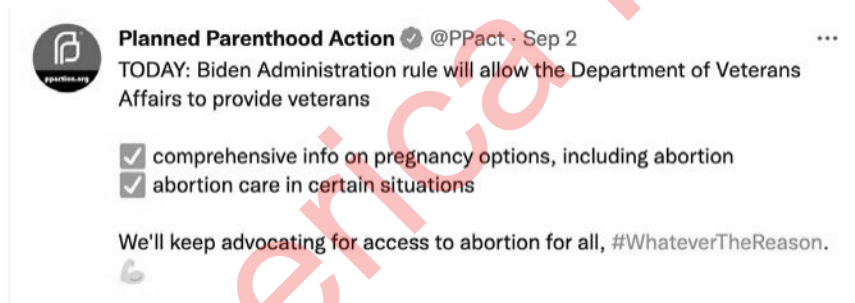 Planned Parenthood Action @PPact · Sep 2
TODAY: Biden Administration rule will allow the Department of Veterans
Affairs to provide veterans
☑ comprehensive info on pregnancy options, including abortion
☑ abortion care in certain situations
We'll keep advocating for access to abortion for all, #WhateverTheReason.
ppaction.org
erica